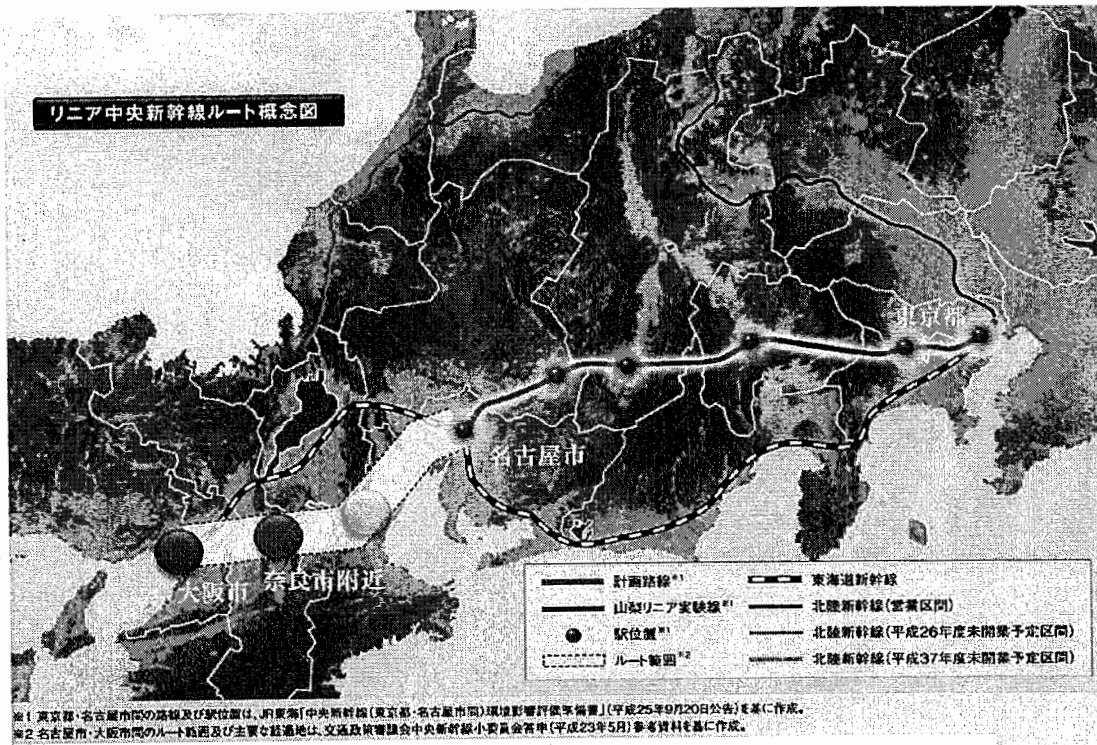 リニア中央新幹線ルート概念図
東京都
名古屋市
奈良市附近
大阪市
計画路線※1
山梨リニア実験線※1
駅位置※1
ルート範囲※2
東海道新幹線
北陸新幹線(営業区間)
北陸新幹線(平成26年度末開業予定区間)
北陸新幹線(平成37年度末開業予定区間)
※1 東京都・名古屋市間の路線及び駅位置は、JR東海「中央新幹線(東京都・名古屋市間)環境影響評価準備書」(平成25年9月20日公告)を基に作成。
※2 名古屋市・大阪市間のルート範囲及び主要な経過地は、交通政策審議会中央新幹線小委員会答申(平成23年5月)参考資料を基に作成。